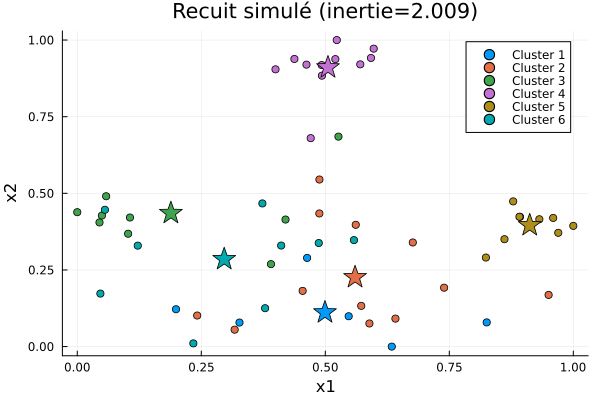 Recuit simulé (inertie=2.009)
Cluster 1
Cluster 2
Cluster 3
Cluster 4
Cluster 5
Cluster 6
x2
1.00
0.75
0.50
0.25
0.00
0.00 0.25 0.50 0.75 1.00
x1